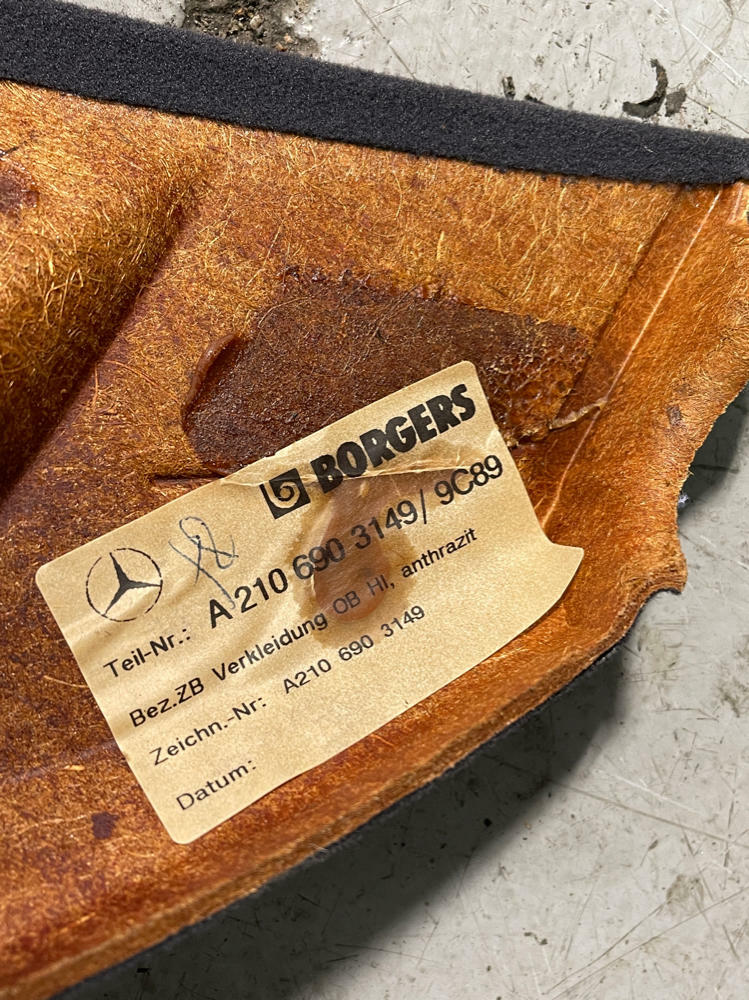 BORGERS
Teil-Nr.: A 210 690 3149/ 9C89
Bez.ZB Verkleidung OB HI, anthrazit
Zeichn.-Nr: A210 690 3149
Datum: